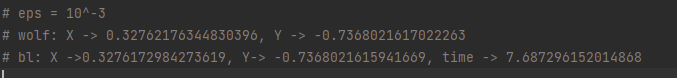 # eps = 10^-3
# wolf: X -> 0.32762176344830396, Y -> -0.7368021617022263
# bl: X ->0.3276172984273619, Y-> -0.7368021615941669, time -> 7.687296152014868